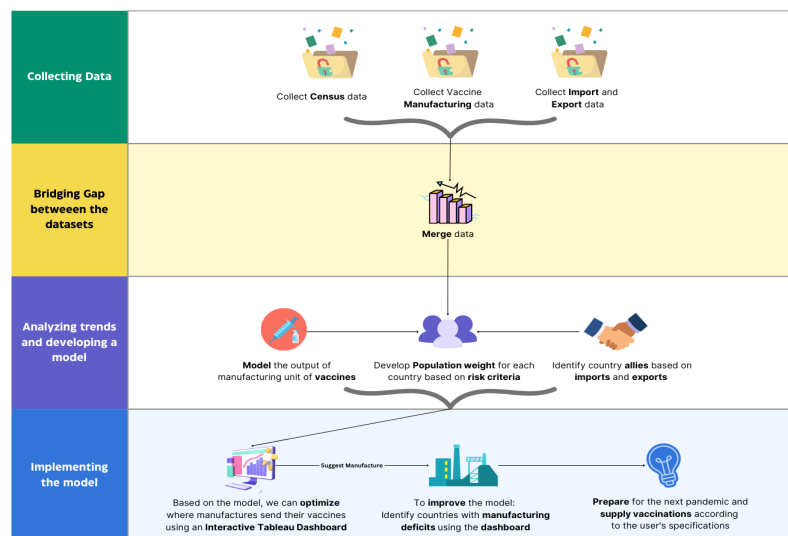 Collecting Data
Collect Census data
Collect Vaccine
Manufacturing data
Collect Import and
Export data
Bridging Gap
betweeen the
datasets
Merge data
Analyzing trends
and developing a
model
Model the output of
manufacturing unit of vaccines
Develop Population weight for each
country based on risk criteria
Identify country allies based on
imports and exports
Implementing
the model
Suggest Manufacture
Based on the model, we can optimize
where manufactures send their vaccines
using an Interactive Tableau Dashboard
To improve the model:
Identify countries with manufacturing
deficits using the dashboard
Prepare for the next pandemic and
supply vaccinations according
to the user's specifications